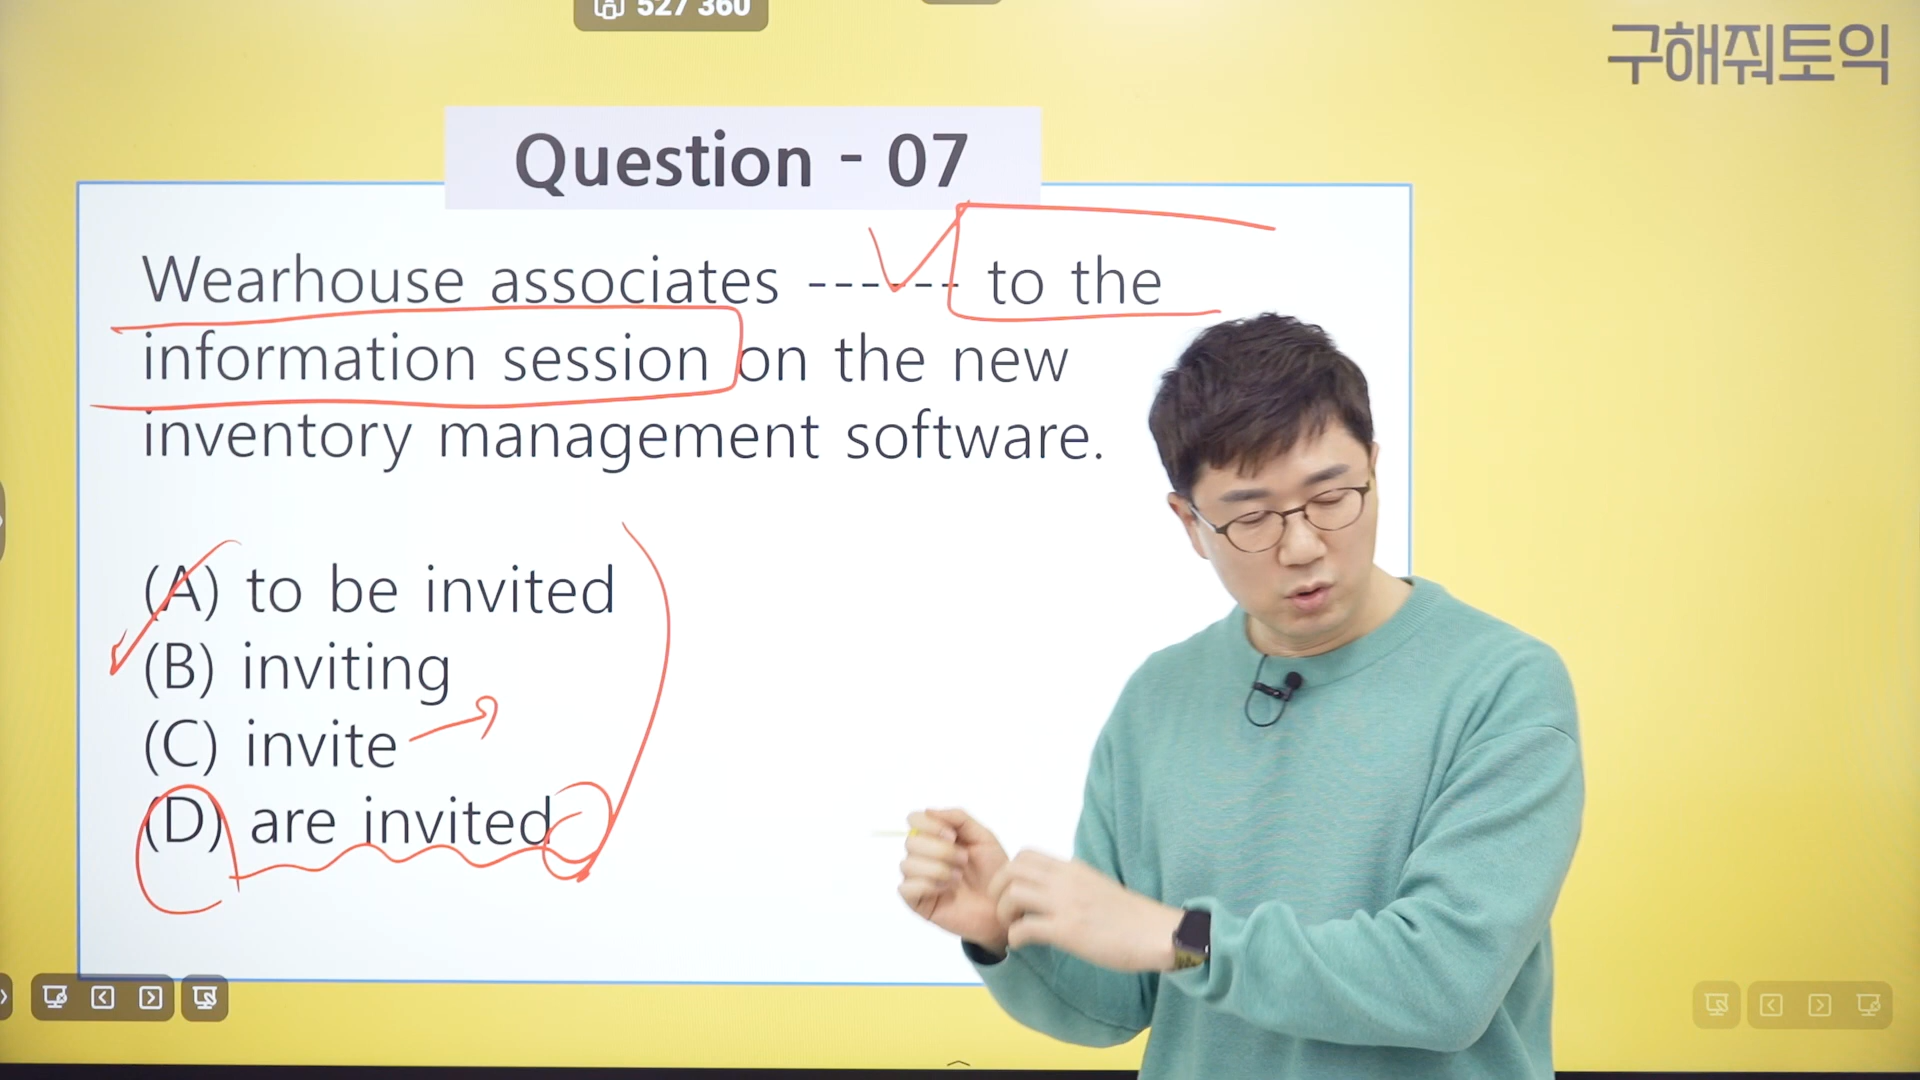 527 360
구해줘토익
Question - 07
Wearhouse associates ------ to the
information session on the new
inventory management software.
(A) to be invited
(B) inviting
(C) invite
(D) are invited